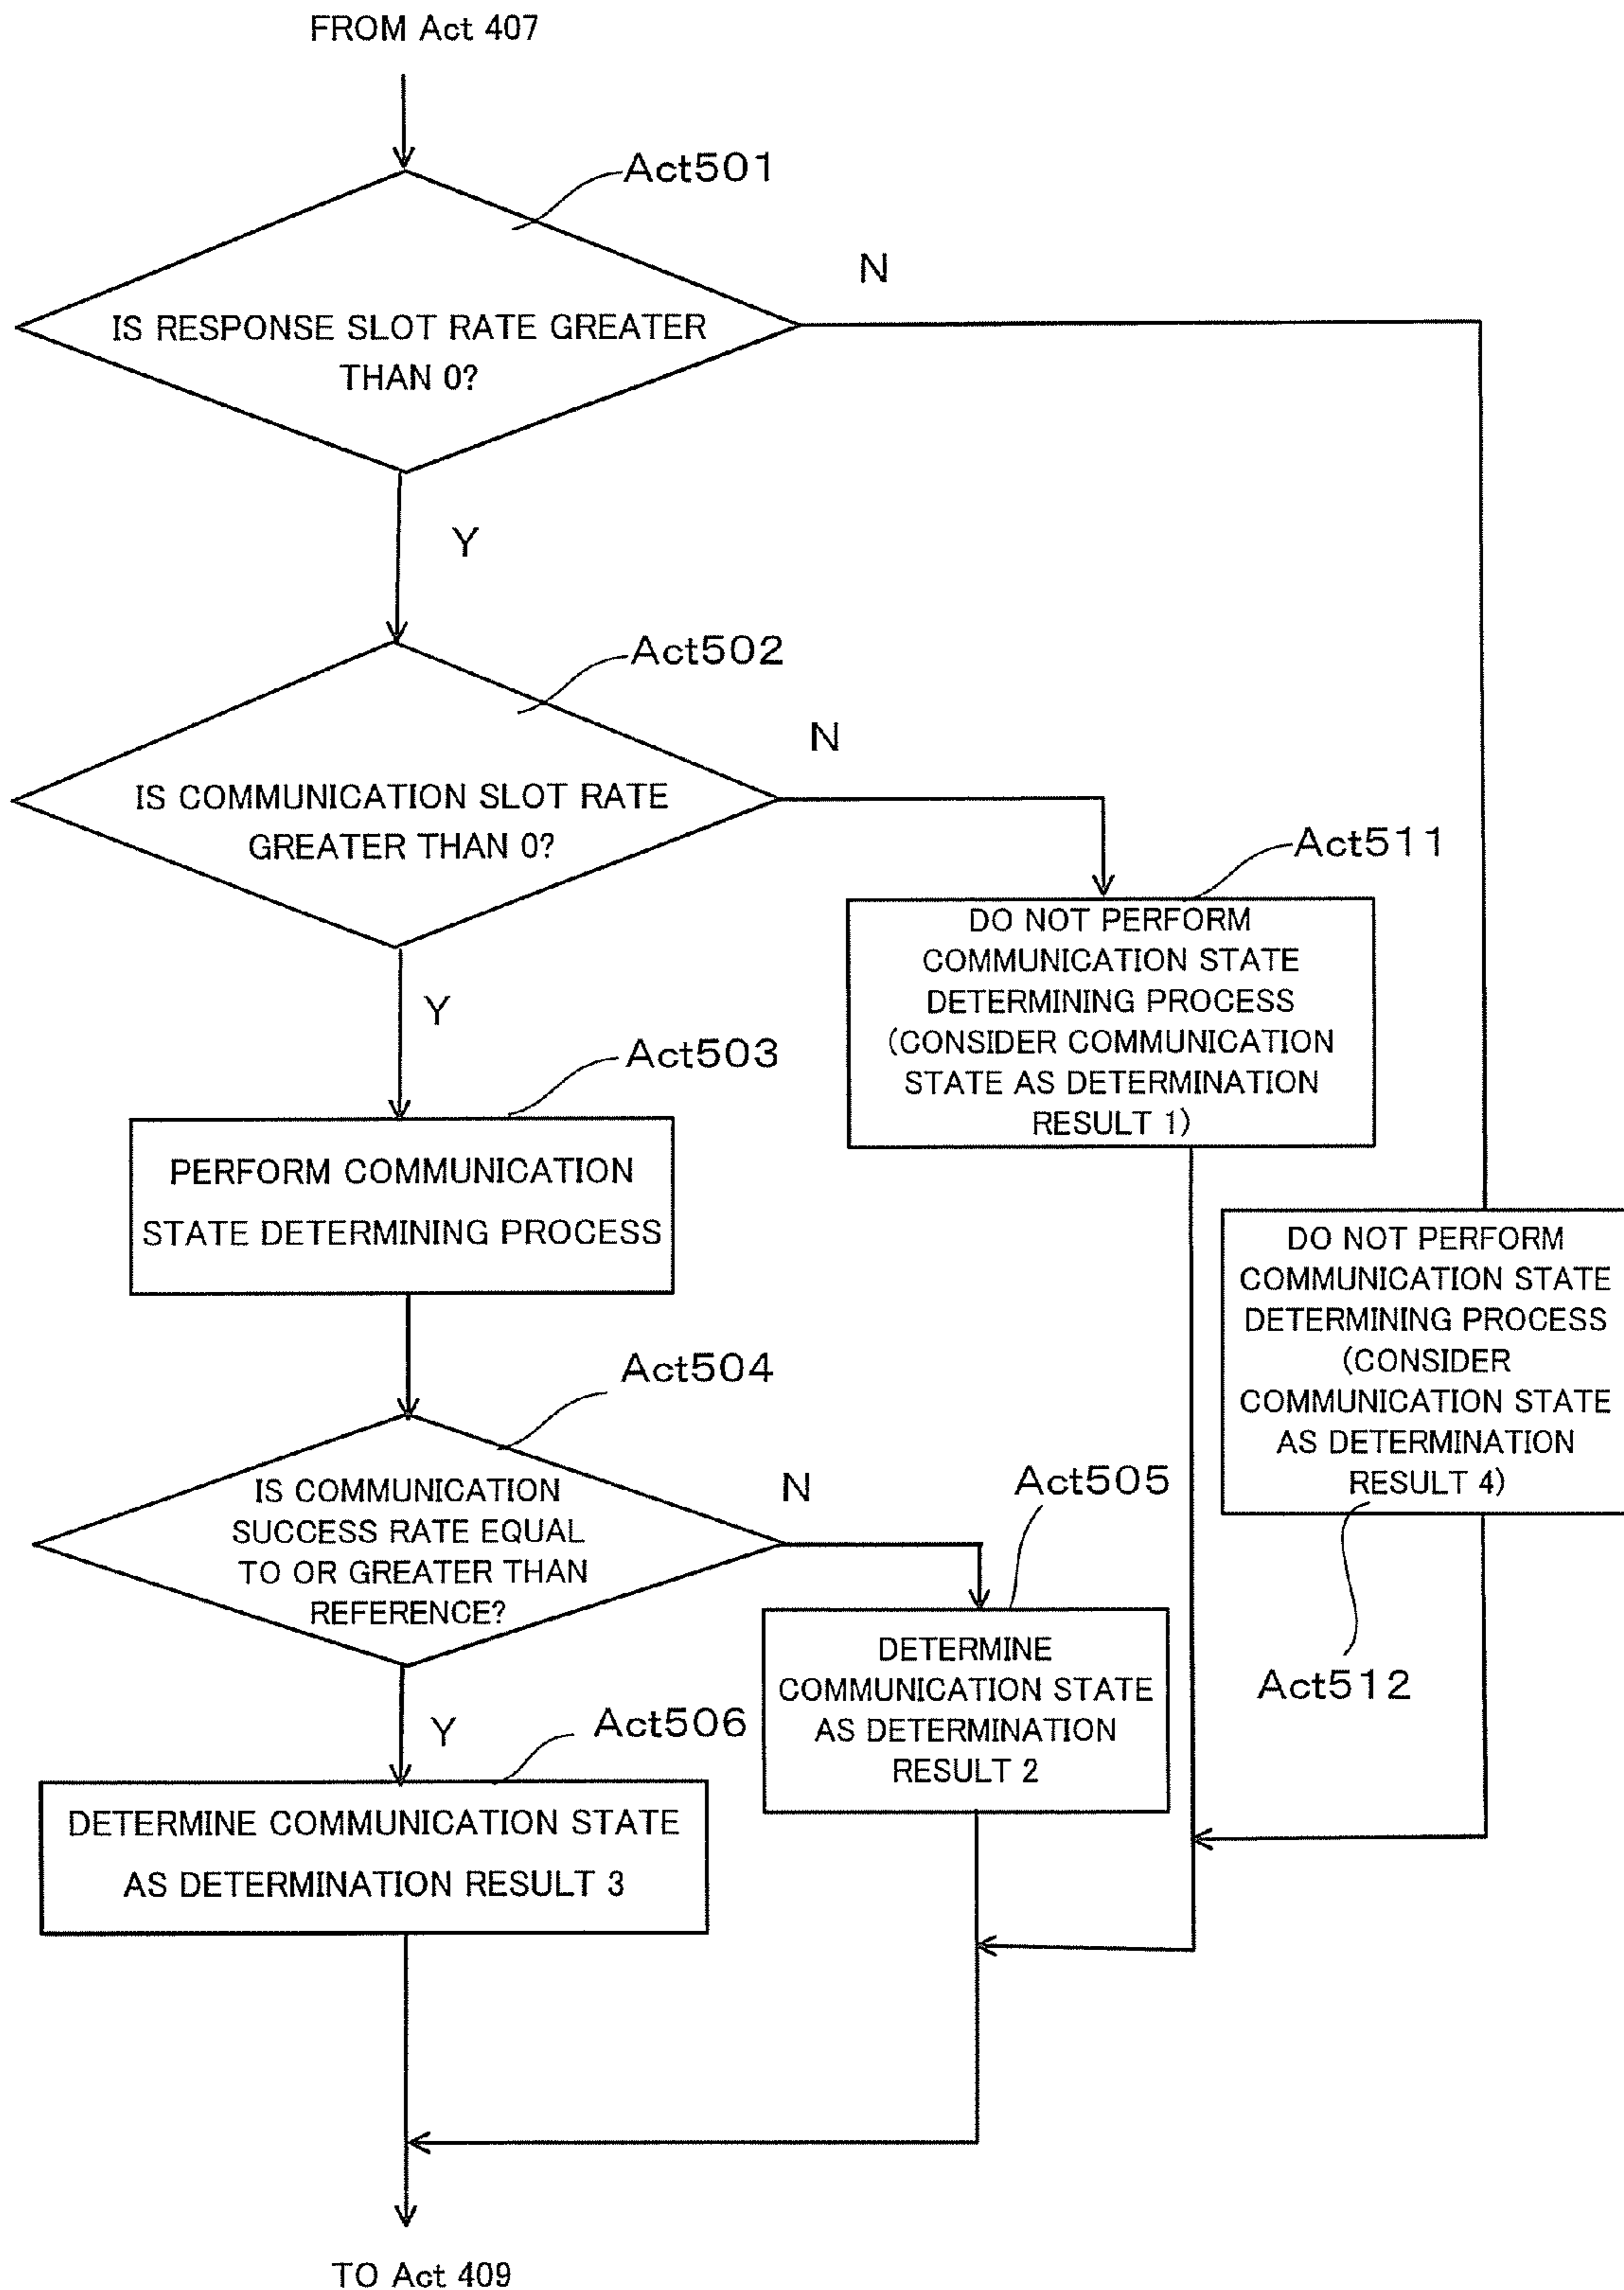 FROM Act 407
Act501
N
IS RESPONSE SLOT RATE GREATER
THAN 0?
Y
Act502
N
IS COMMUNICATION SLOT RATE
GREATER THAN 0?
Act511
DO NOT PERFORM
COMMUNICATION STATE
DETERMINING PROCESS
(CONSIDER COMMUNICATION
STATE AS DETERMINATION
RESULT 1)
Y
Act503
PERFORM COMMUNICATION
STATE DETERMINING PROCESS
DO NOT PERFORM
COMMUNICATION STATE
DETERMINING PROCESS
(CONSIDER
COMMUNICATION STATE
AS DETERMINATION
RESULT 4)
Act512
Act504
N
IS COMMUNICATION
SUCCESS RATE EQUAL
TO OR GREATER THAN
REFERENCE?
Act505
DETERMINE
COMMUNICATION STATE
AS DETERMINATION
RESULT 2
Y
Act506
DETERMINE COMMUNICATION STATE
AS DETERMINATION RESULT 3
TO Act 409